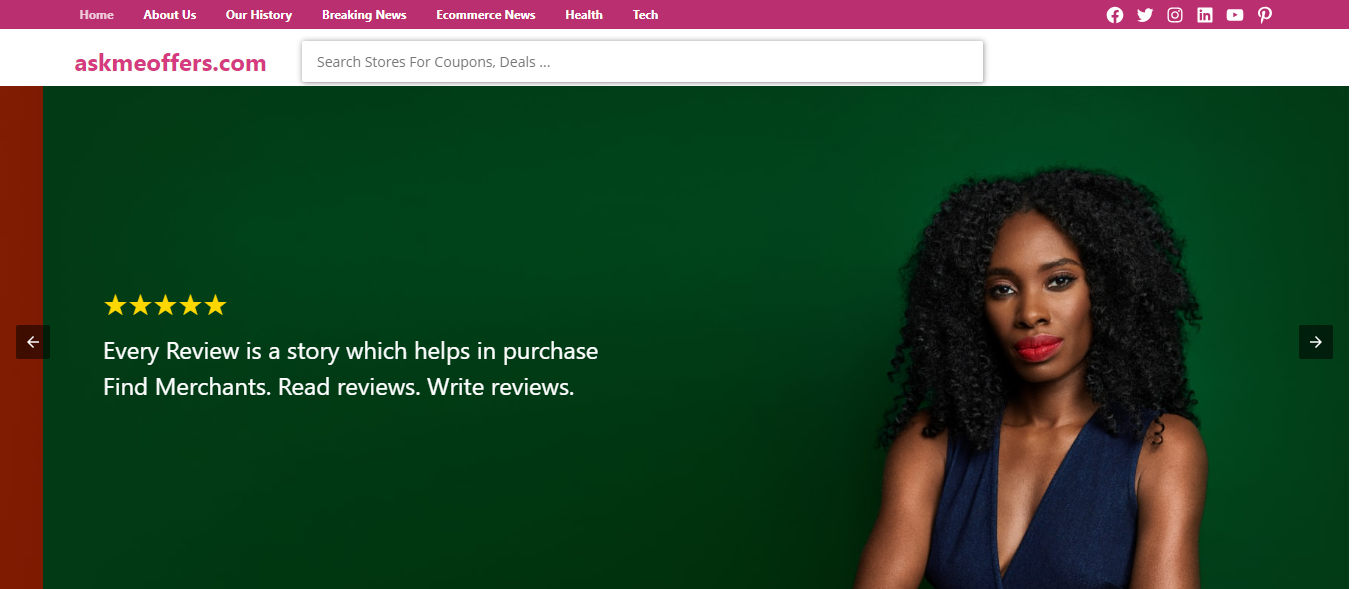 Home About Us Our History Breaking News Ecommerce News Health Tech
askmeoffers.com
Search Stores For Coupons, Deals ...
Every Review is a story which helps in purchase
Find Merchants. Read reviews. Write reviews.